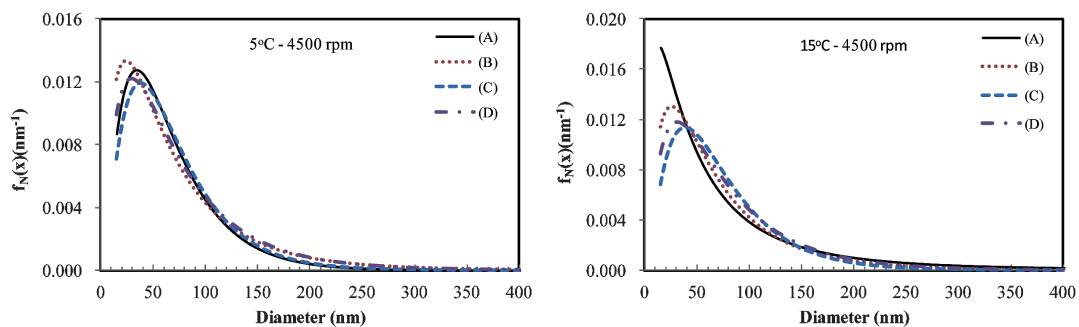 5ºC - 4500 rpm
(A)
(B)
(C)
(D)
0.016
0.012
0.008
0.004
0.000
f_N(x)(nm⁻¹)
0 50 100 150 200 250 300 350 400
Diameter (nm)
15ºC - 4500 rpm
(A)
(B)
(C)
(D)
0.020
0.016
0.012
0.008
0.004
0.000
f_N(x)(nm⁻¹)
0 50 100 150 200 250 300 350 400
Diameter (nm)